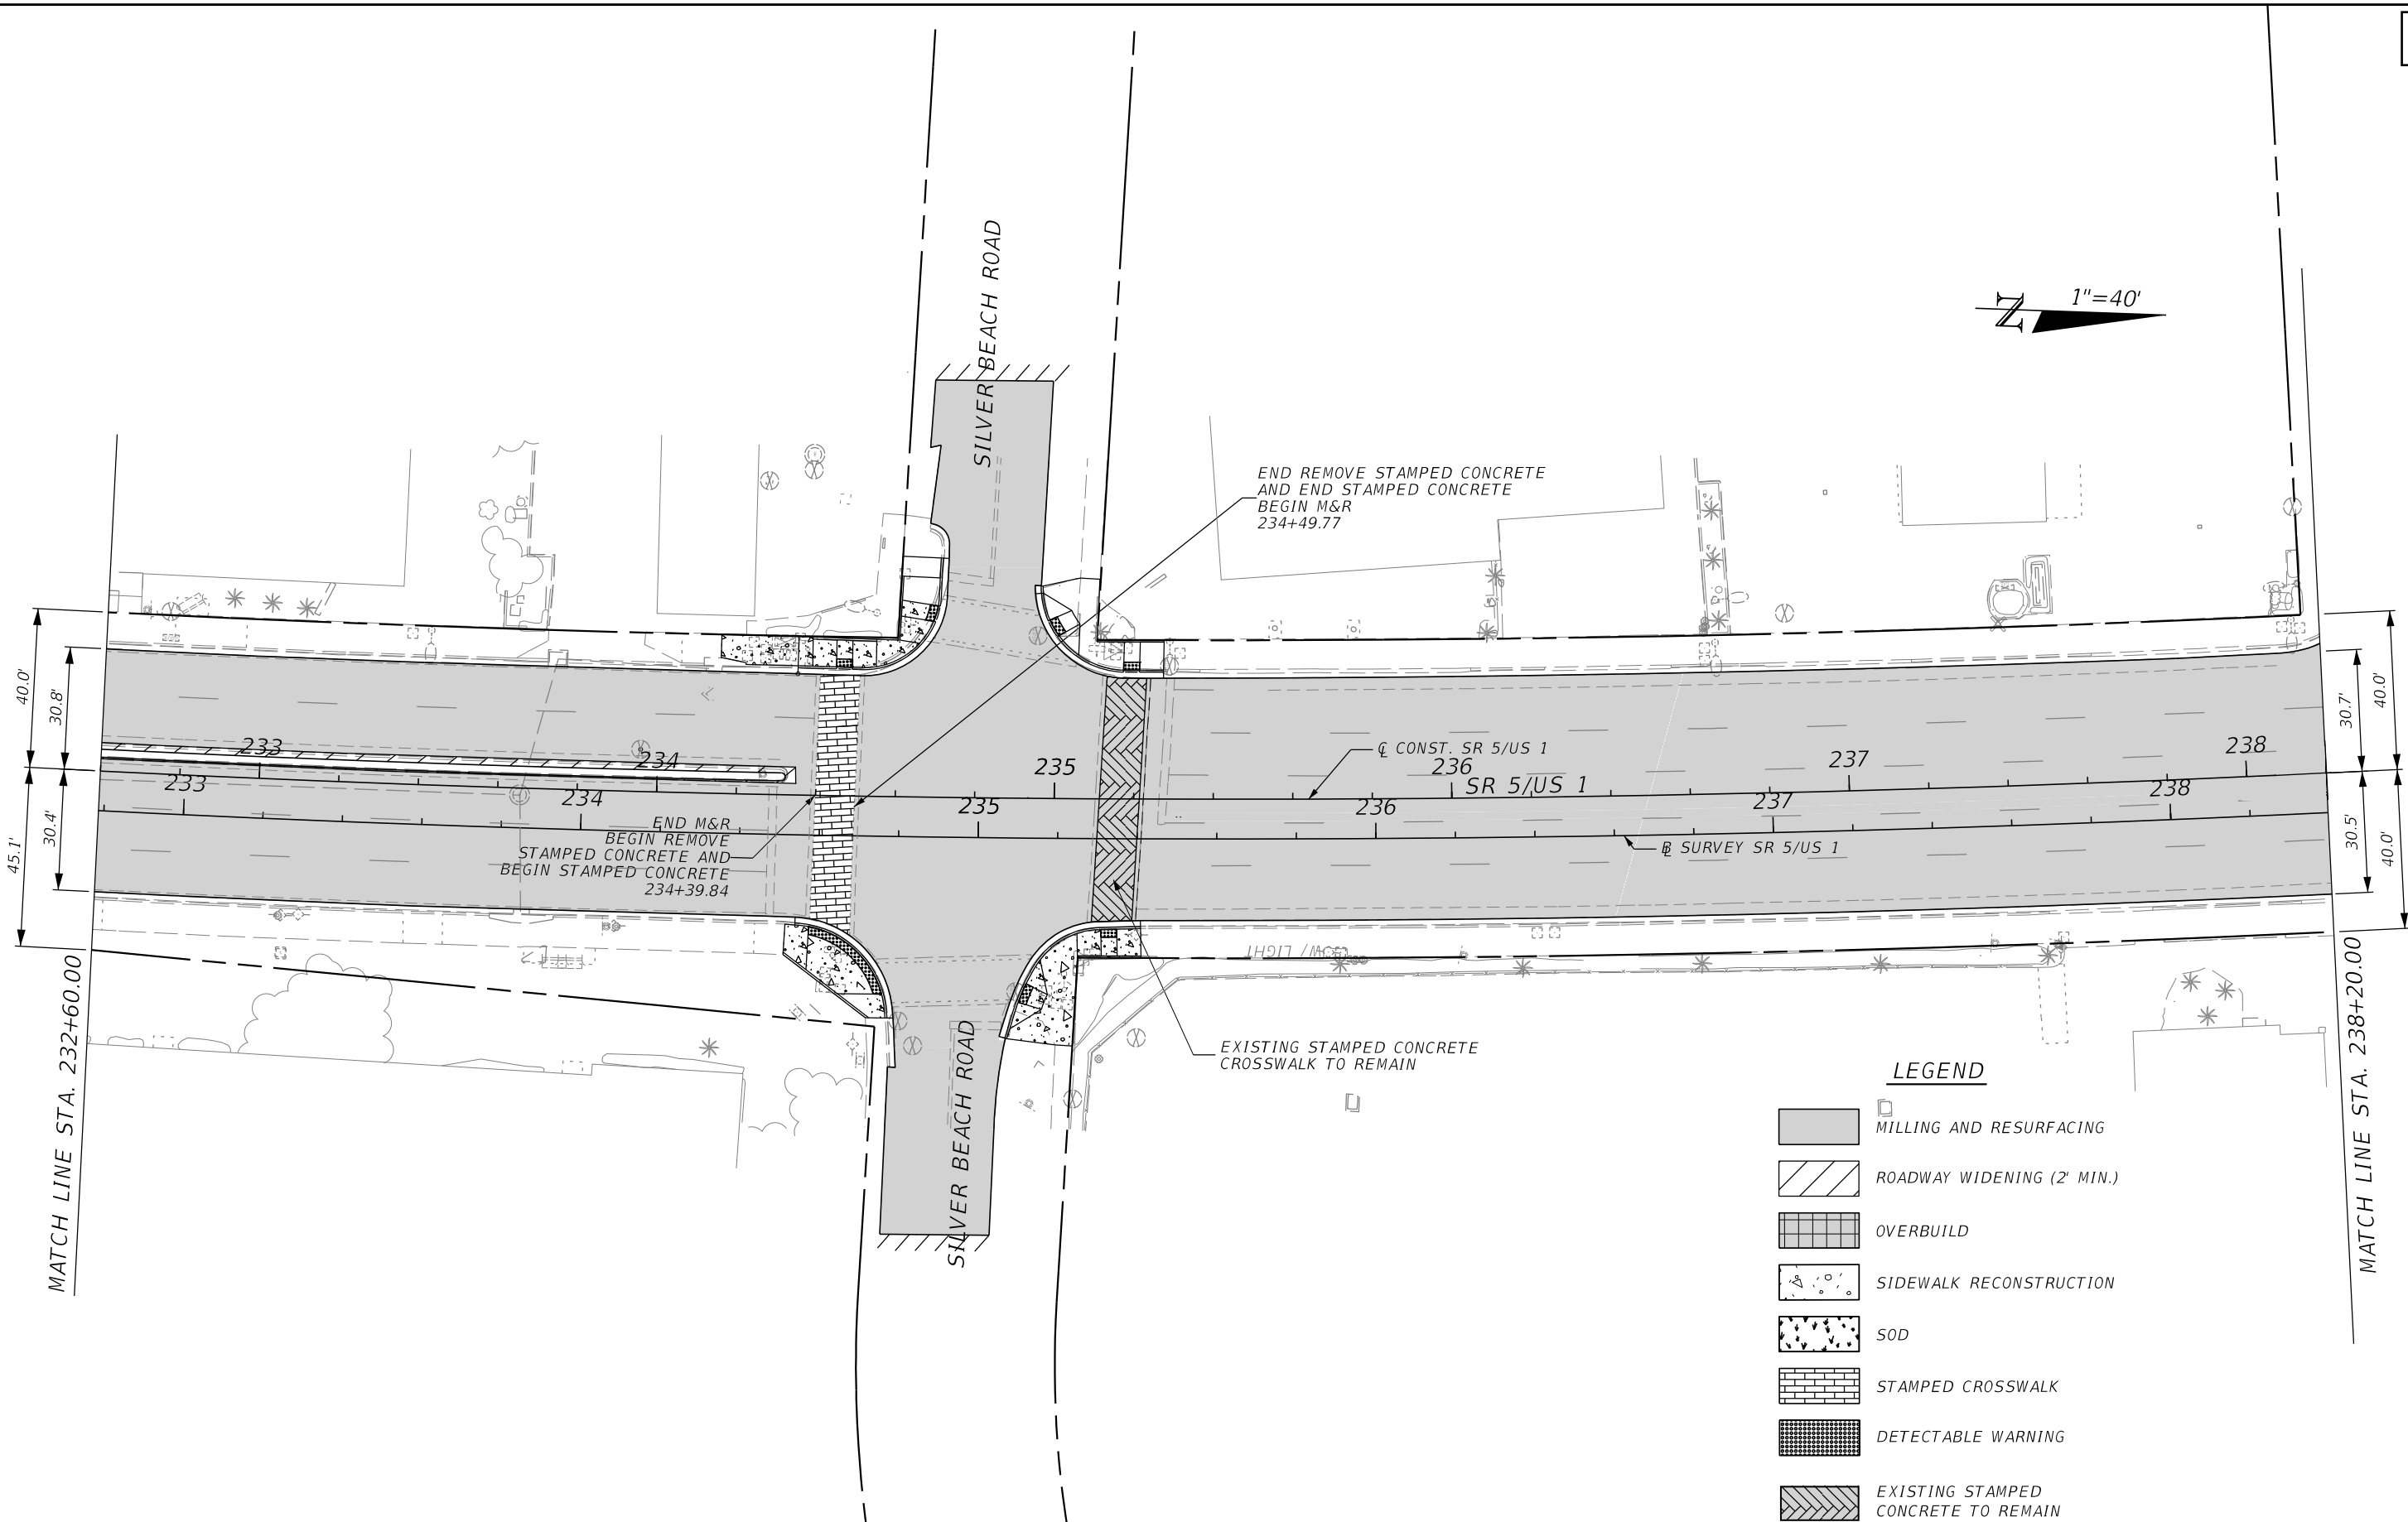 SILVER BEACH ROAD
N
1"=40'
END REMOVE STAMPED CONCRETE
AND END STAMPED CONCRETE
BEGIN M&R
234+49.77
40.0'
30.8'
30.7'
40.0'
233
234
235
236
237
238
℄ CONST. SR 5/US 1
SR 5/US 1
233
234
235
236
237
238
45.1'
30.4'
30.5'
40.0'
END M&R
BEGIN REMOVE
STAMPED CONCRETE AND
BEGIN STAMPED CONCRETE
234+39.84
BL SURVEY SR 5/US 1
W/ LIGHT
MATCH LINE STA. 232+60.00
MATCH LINE STA. 238+20.00
SILVER BEACH ROAD
EXISTING STAMPED CONCRETE
CROSSWALK TO REMAIN
LEGEND
MILLING AND RESURFACING
ROADWAY WIDENING (2' MIN.)
OVERBUILD
SIDEWALK RECONSTRUCTION
SOD
STAMPED CROSSWALK
DETECTABLE WARNING
EXISTING STAMPED
CONCRETE TO REMAIN